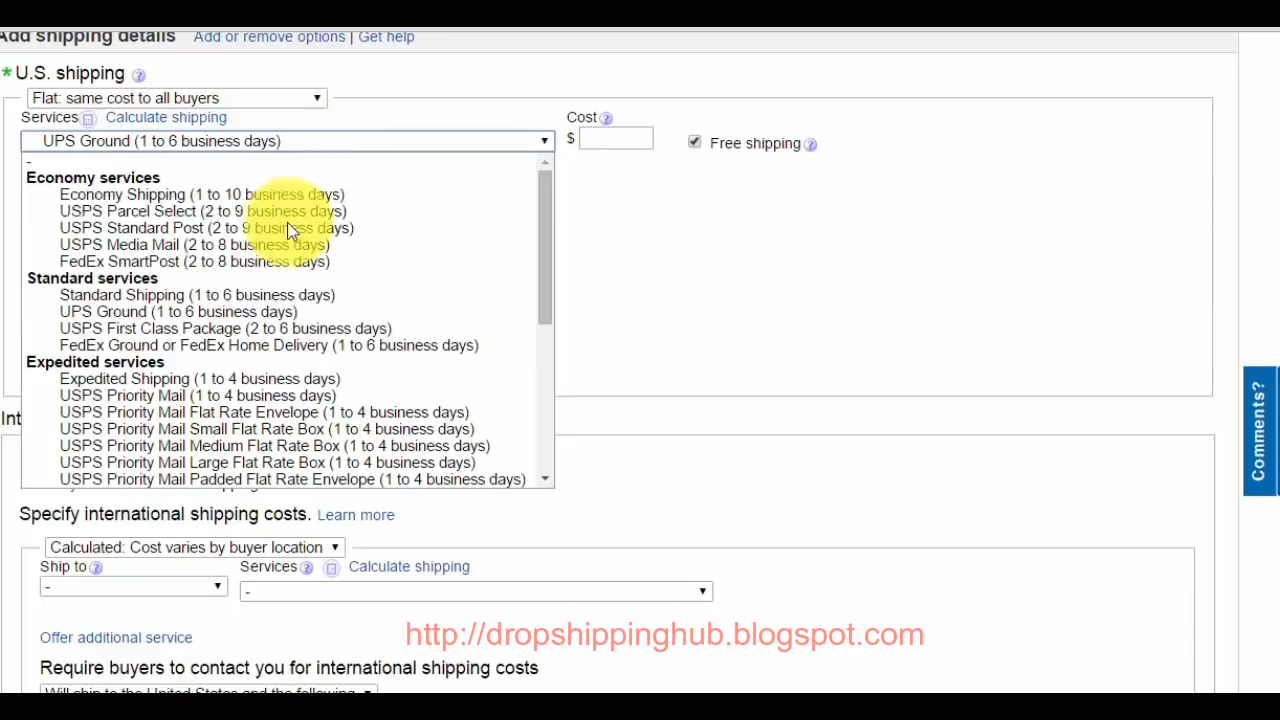 Add shipping details Add or remove options | Get help
* U.S. shipping ?
Flat: same cost to all buyers
Services Calculate shipping Cost ?
UPS Ground (1 to 6 business days) $ Free shipping ?
-
Economy services
Economy Shipping (1 to 10 business days)
USPS Parcel Select (2 to 9 business days)
USPS Standard Post (2 to 9 business days)
USPS Media Mail (2 to 8 business days)
FedEx SmartPost (2 to 8 business days)
Standard services
Standard Shipping (1 to 6 business days)
UPS Ground (1 to 6 business days)
USPS First Class Package (2 to 6 business days)
FedEx Ground or FedEx Home Delivery (1 to 6 business days)
Expedited services
Expedited Shipping (1 to 4 business days)
USPS Priority Mail (1 to 4 business days)
USPS Priority Mail Flat Rate Envelope (1 to 4 business days)
USPS Priority Mail Small Flat Rate Box (1 to 4 business days)
USPS Priority Mail Medium Flat Rate Box (1 to 4 business days)
USPS Priority Mail Large Flat Rate Box (1 to 4 business days)
USPS Priority Mail Padded Flat Rate Envelope (1 to 4 business days)
Comments?
Int
Specify international shipping costs. Learn more
Calculated: Cost varies by buyer location
Ship to ? Services ? Calculate shipping
- -
Offer additional service
http://dropshippinghub.blogspot.com
Require buyers to contact you for international shipping costs
Will ship to the United States and the following